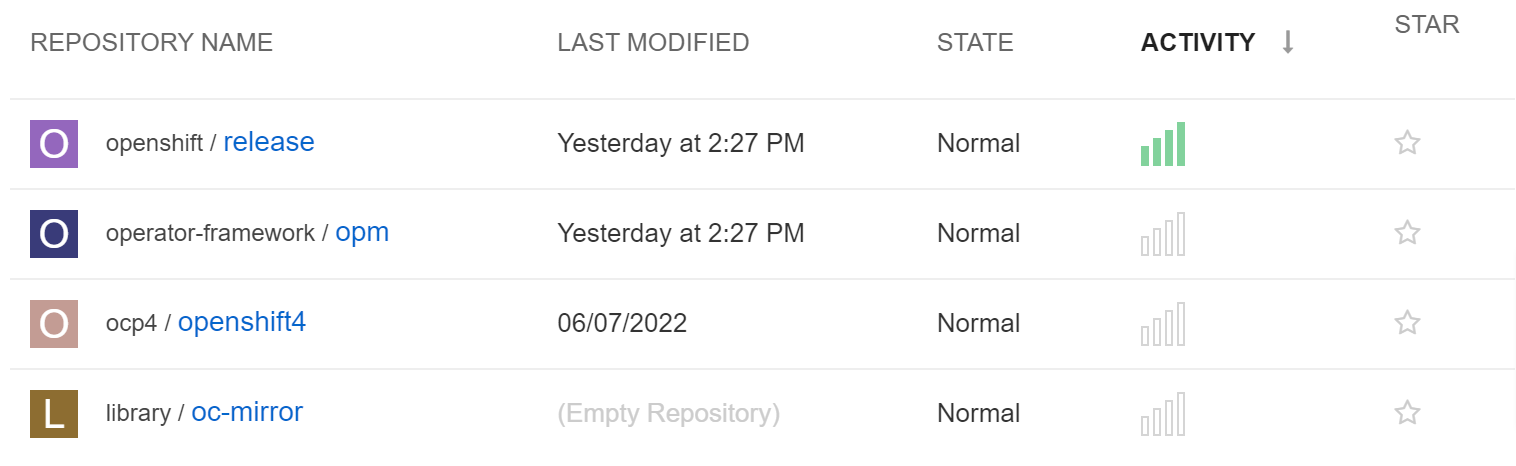 REPOSITORY NAME LAST MODIFIED STATE ACTIVITY ↓ STAR
O openshift / release Yesterday at 2:27 PM Normal
O operator-framework / opm Yesterday at 2:27 PM Normal
O ocp4 / openshift4 06/07/2022 Normal
L library / oc-mirror (Empty Repository) Normal